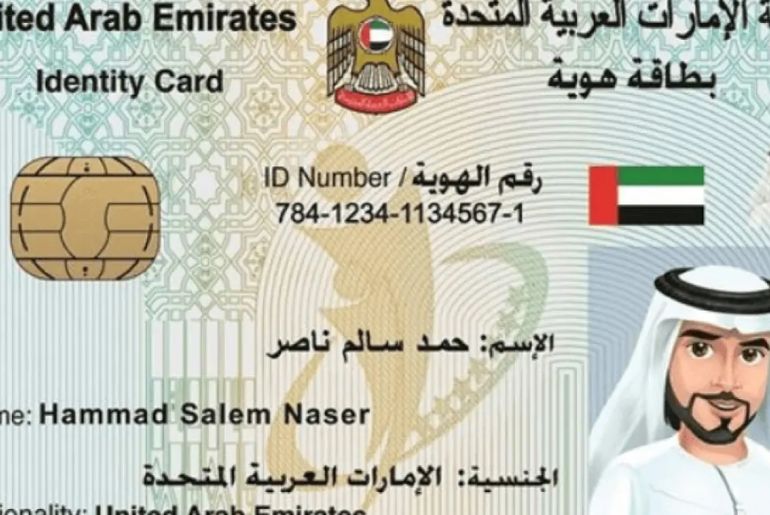 ited Arab Emirates
ة الإمارات العربية المتحدة
Identity Card
بطاقة هوية
ID Number / رقم الهوية
784-1234-1134567-1
الإسم: حمد سالم ناصر
me: Hammad Salem Naser
الجنسية: الإمارات العربية المتحدة
ionality: United Arab Emirates